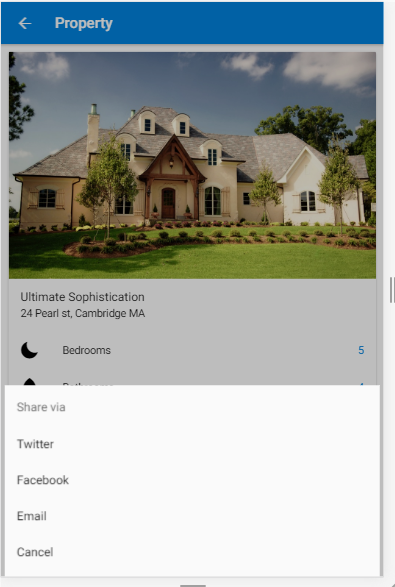 Property
Ultimate Sophistication
24 Pearl st, Cambridge MA
Bedrooms 5
Share via
Twitter
Facebook
Email
Cancel